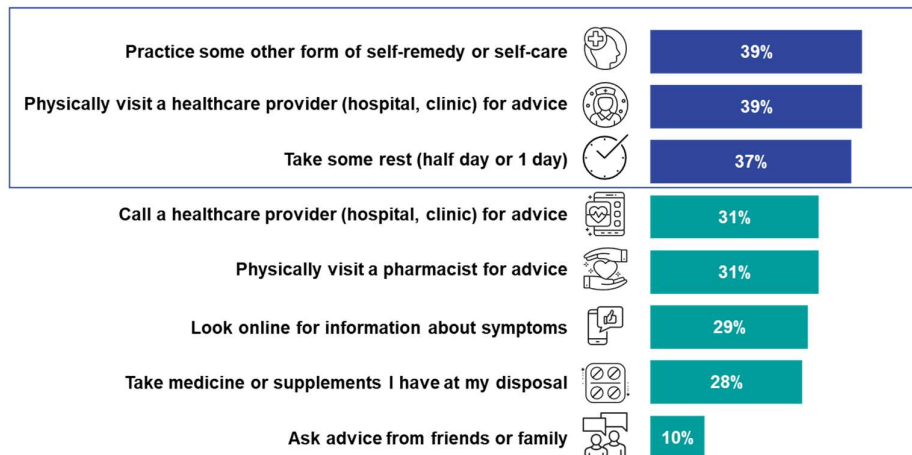 Practice some other form of self-remedy or self-care 39%
Physically visit a healthcare provider (hospital, clinic) for advice 39%
Take some rest (half day or 1 day) 37%
Call a healthcare provider (hospital, clinic) for advice 31%
Physically visit a pharmacist for advice 31%
Look online for information about symptoms 29%
Take medicine or supplements I have at my disposal 28%
Ask advice from friends or family 10%